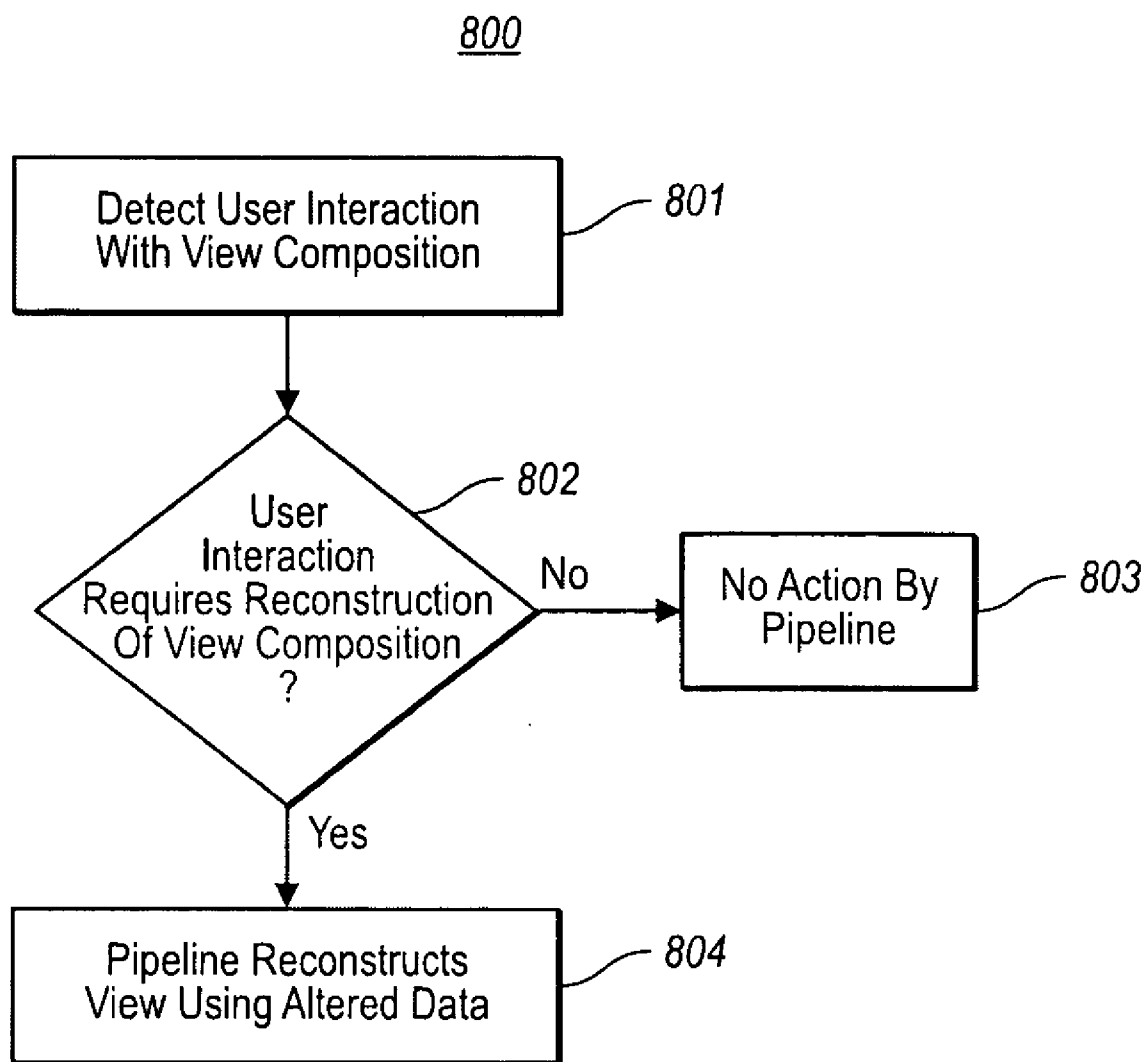 800
Detect User Interaction
With View Composition
801
802
User
Interaction
Requires Reconstruction
Of View Composition
?
No
No Action By
Pipeline
803
Yes
Pipeline Reconstructs
View Using Altered Data
804